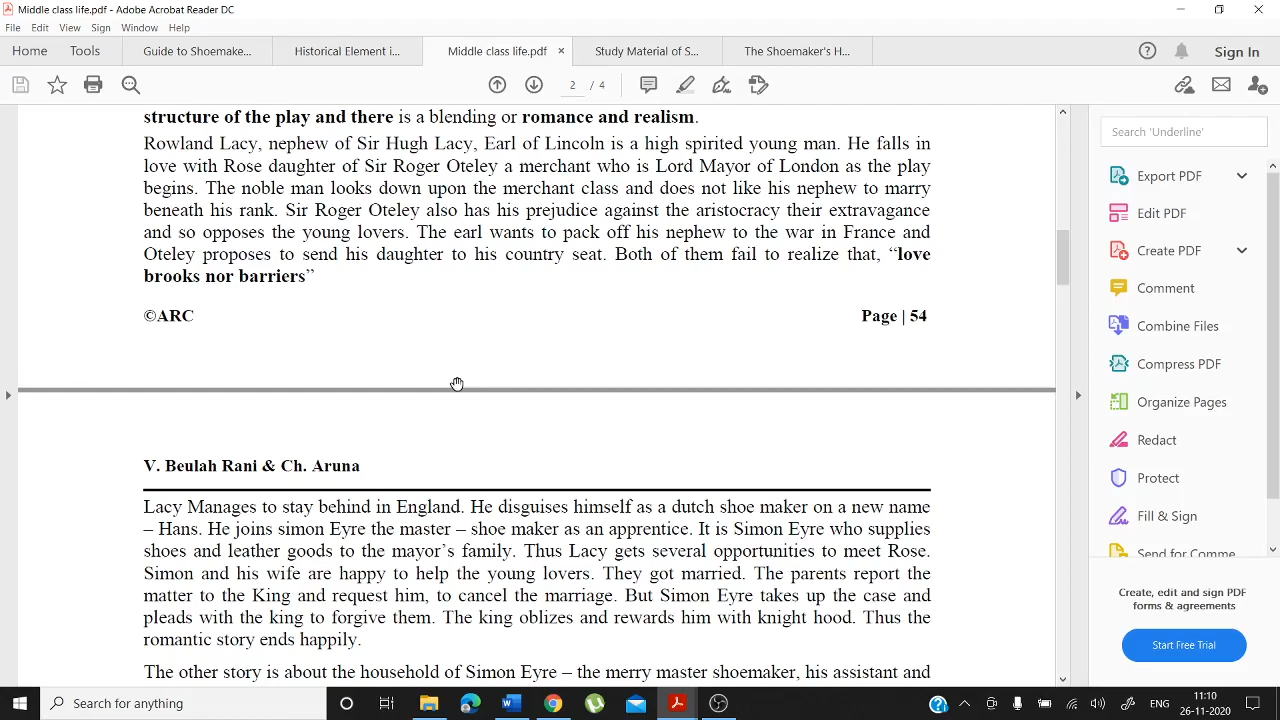 Middle class life.pdf - Adobe Acrobat Reader DC
File Edit View Sign Window Help
Home Tools Guide to Shoemake... Historical Element i... Middle class life.pdf × Study Material of S... The Shoemaker's H... Sign In
2 / 4
structure of the play and there is a blending or romance and realism.
Rowland Lacy, nephew of Sir Hugh Lacy, Earl of Lincoln is a high spirited young man. He falls in
love with Rose daughter of Sir Roger Oteley a merchant who is Lord Mayor of London as the play
begins. The noble man looks down upon the merchant class and does not like his nephew to marry
beneath his rank. Sir Roger Oteley also has his prejudice against the aristocracy their extravagance
and so opposes the young lovers. The earl wants to pack off his nephew to the war in France and
Oteley proposes to send his daughter to his country seat. Both of them fail to realize that, “love
brooks nor barriers”
©ARC Page | 54
V. Beulah Rani & Ch. Aruna
Lacy Manages to stay behind in England. He disguises himself as a dutch shoe maker on a new name
– Hans. He joins simon Eyre the master – shoe maker as an apprentice. It is Simon Eyre who supplies
shoes and leather goods to the mayor’s family. Thus Lacy gets several opportunities to meet Rose.
Simon and his wife are happy to help the young lovers. They got married. The parents report the
matter to the King and request him, to cancel the marriage. But Simon Eyre takes up the case and
pleads with the king to forgive them. The king oblizes and rewards him with knight hood. Thus the
romantic story ends happily.
The other story is about the household of Simon Eyre – the merry master shoemaker, his assistant and
Search 'Underline'
Export PDF
Edit PDF
Create PDF
Comment
Combine Files
Compress PDF
Organize Pages
Redact
Protect
Fill & Sign
Send for Comme
Create, edit and sign PDF
forms & agreements
Start Free Trial
Type here to search
ENG
11:10
26-11-2020